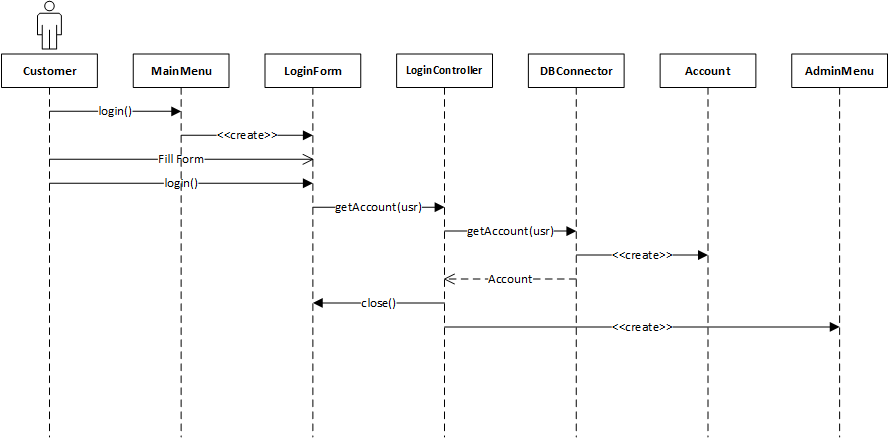 Customer
MainMenu
LoginForm
LoginController
DBConnector
Account
AdminMenu
login()
<<create>>
Fill Form
login()
getAccount(usr)
getAccount(usr)
<<create>>
Account
close()
<<create>>